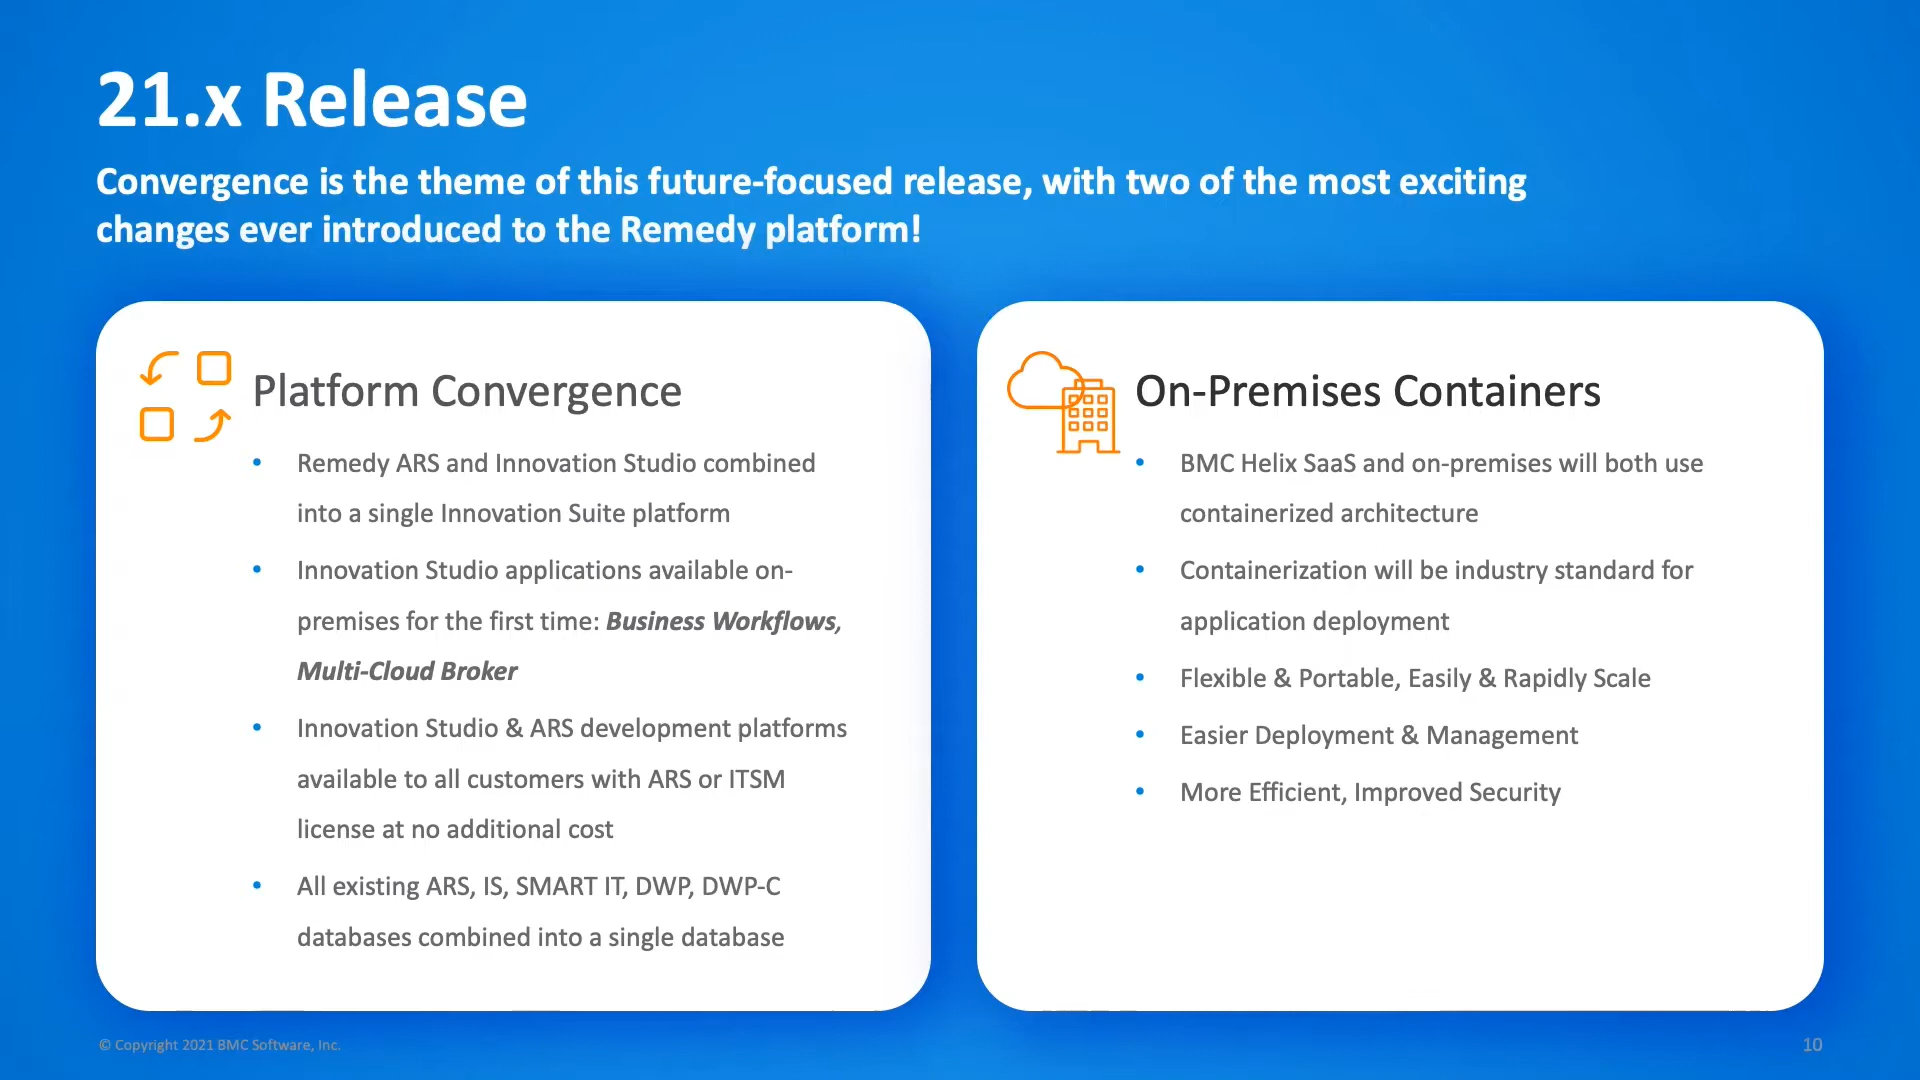 21.x Release
Convergence is the theme of this future-focused release, with two of the most exciting
changes ever introduced to the Remedy platform!
Platform Convergence
• Remedy ARS and Innovation Studio combined
into a single Innovation Suite platform
• Innovation Studio applications available on-
premises for the first time: Business Workflows,
Multi-Cloud Broker
• Innovation Studio & ARS development platforms
available to all customers with ARS or ITSM
license at no additional cost
• All existing ARS, IS, SMART IT, DWP, DWP-C
databases combined into a single database
On-Premises Containers
• BMC Helix SaaS and on-premises will both use
containerized architecture
• Containerization will be industry standard for
application deployment
• Flexible & Portable, Easily & Rapidly Scale
• Easier Deployment & Management
• More Efficient, Improved Security
© Copyright 2021 BMC Software, Inc.
10